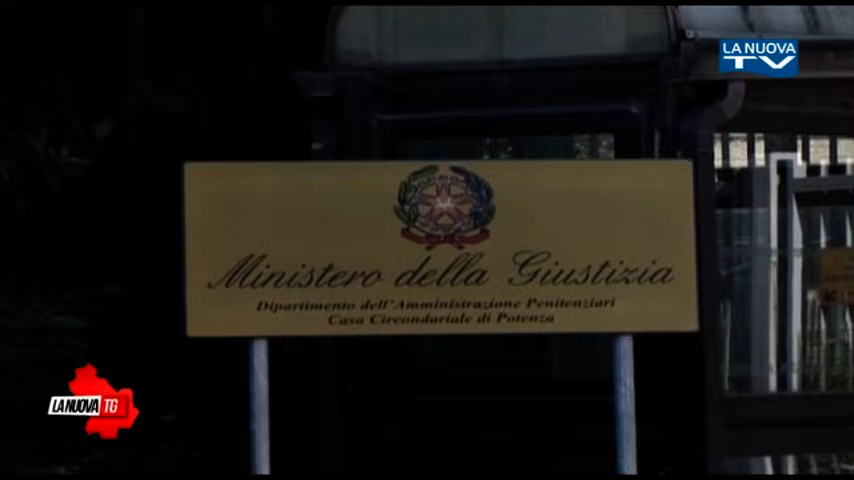 LA NUOVA
TV
Ministero della Giustizia
Dipartimento dell'Amministrazione Penitenziari
Casa Circondariale di Potenza
LA NUOVA TG